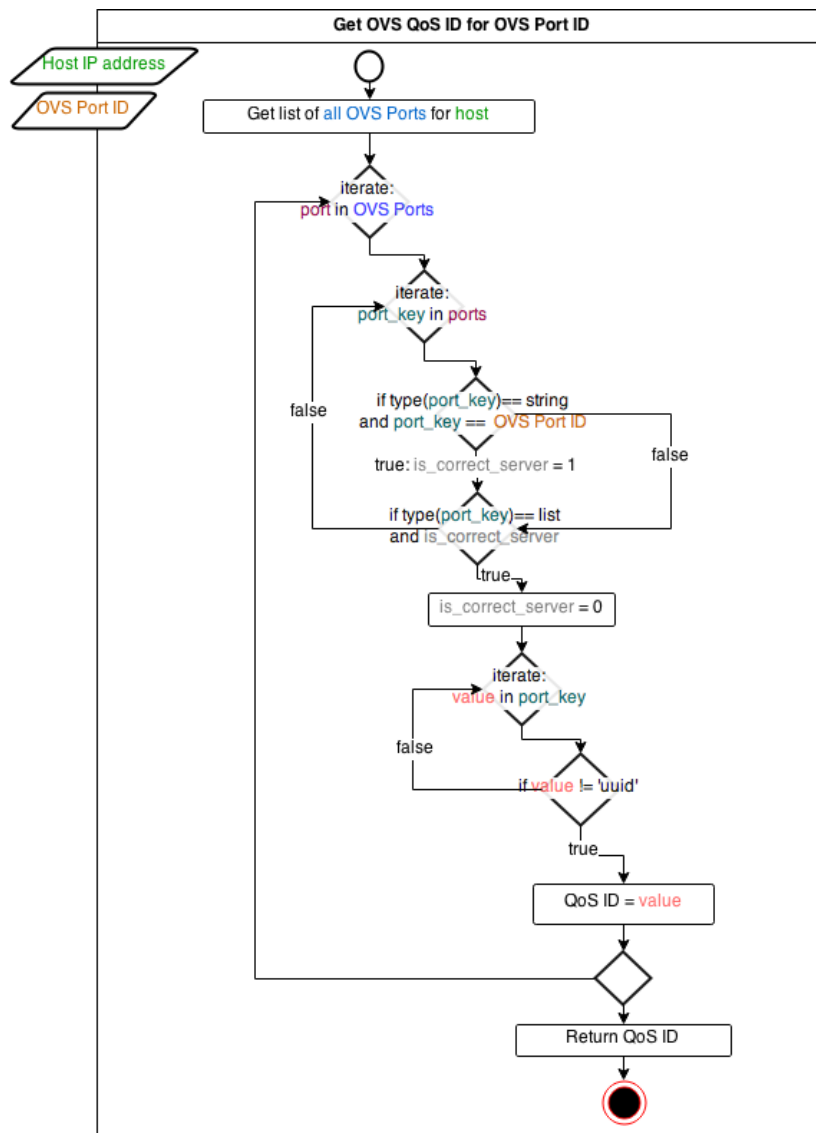 Get OVS QoS ID for OVS Port ID
Host IP address
OVS Port ID
Get list of all OVS Ports for host
iterate:
port in OVS Ports
iterate:
port_key in ports
if type(port_key)== string
and port_key == OVS Port ID
false
false
true: is_correct_server = 1
if type(port_key)== list
and is_correct_server
true
is_correct_server = 0
iterate:
value in port_key
false
if value != 'uuid'
true
QoS ID = value
Return QoS ID